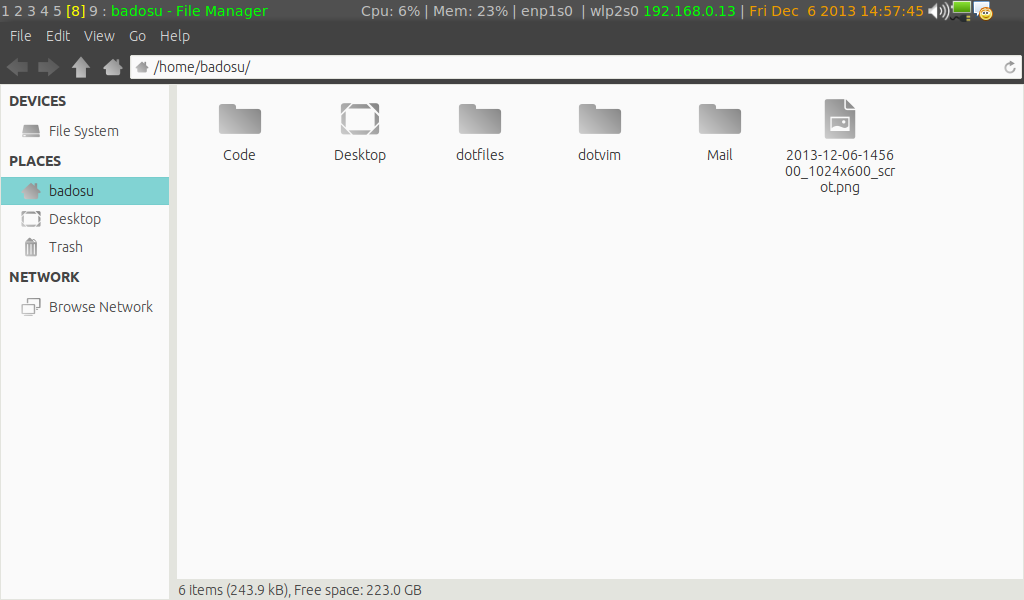 1 2 3 4 5 [8] 9 : badosu - File Manager Cpu: 6% | Mem: 23% | enp1s0 | wlp2s0 192.168.0.13 | Fri Dec 6 2013 14:57:45
File Edit View Go Help
/home/badosu/
DEVICES
File System
PLACES
badosu
Desktop
Trash
NETWORK
Browse Network
Code
Desktop
dotfiles
dotvim
Mail
2013-12-06-1456
00_1024x600_scr
ot.png
6 items (243.9 kB), Free space: 223.0 GB